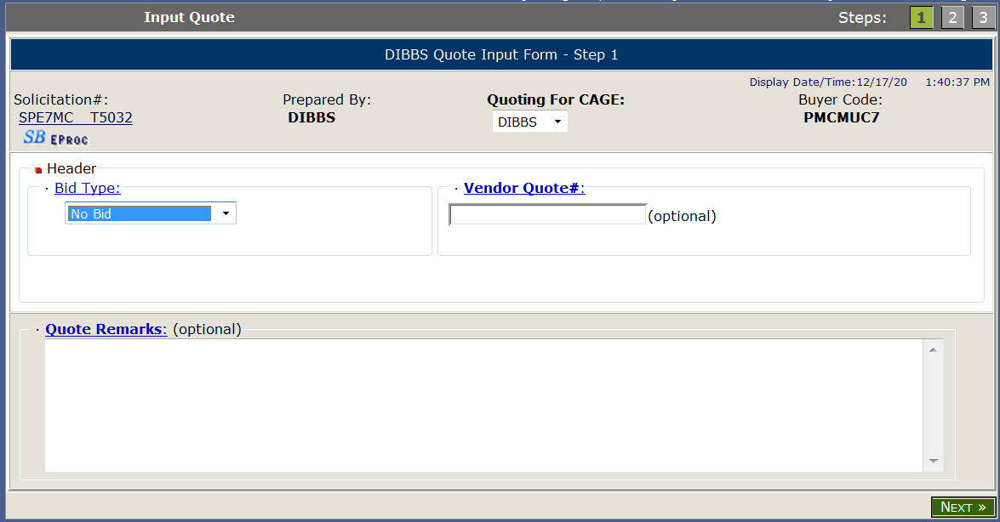 Input Quote Steps: 1 2 3
DIBBS Quote Input Form - Step 1
Display Date/Time:12/17/20 1:40:37 PM
Solicitation#: Prepared By: Quoting For CAGE: Buyer Code:
SPE7MC T5032 DIBBS DIBBS PMCMUC7
SB EPROC
Header
· Bid Type: · Vendor Quote#:
No Bid (optional)
· Quote Remarks: (optional)
NEXT »